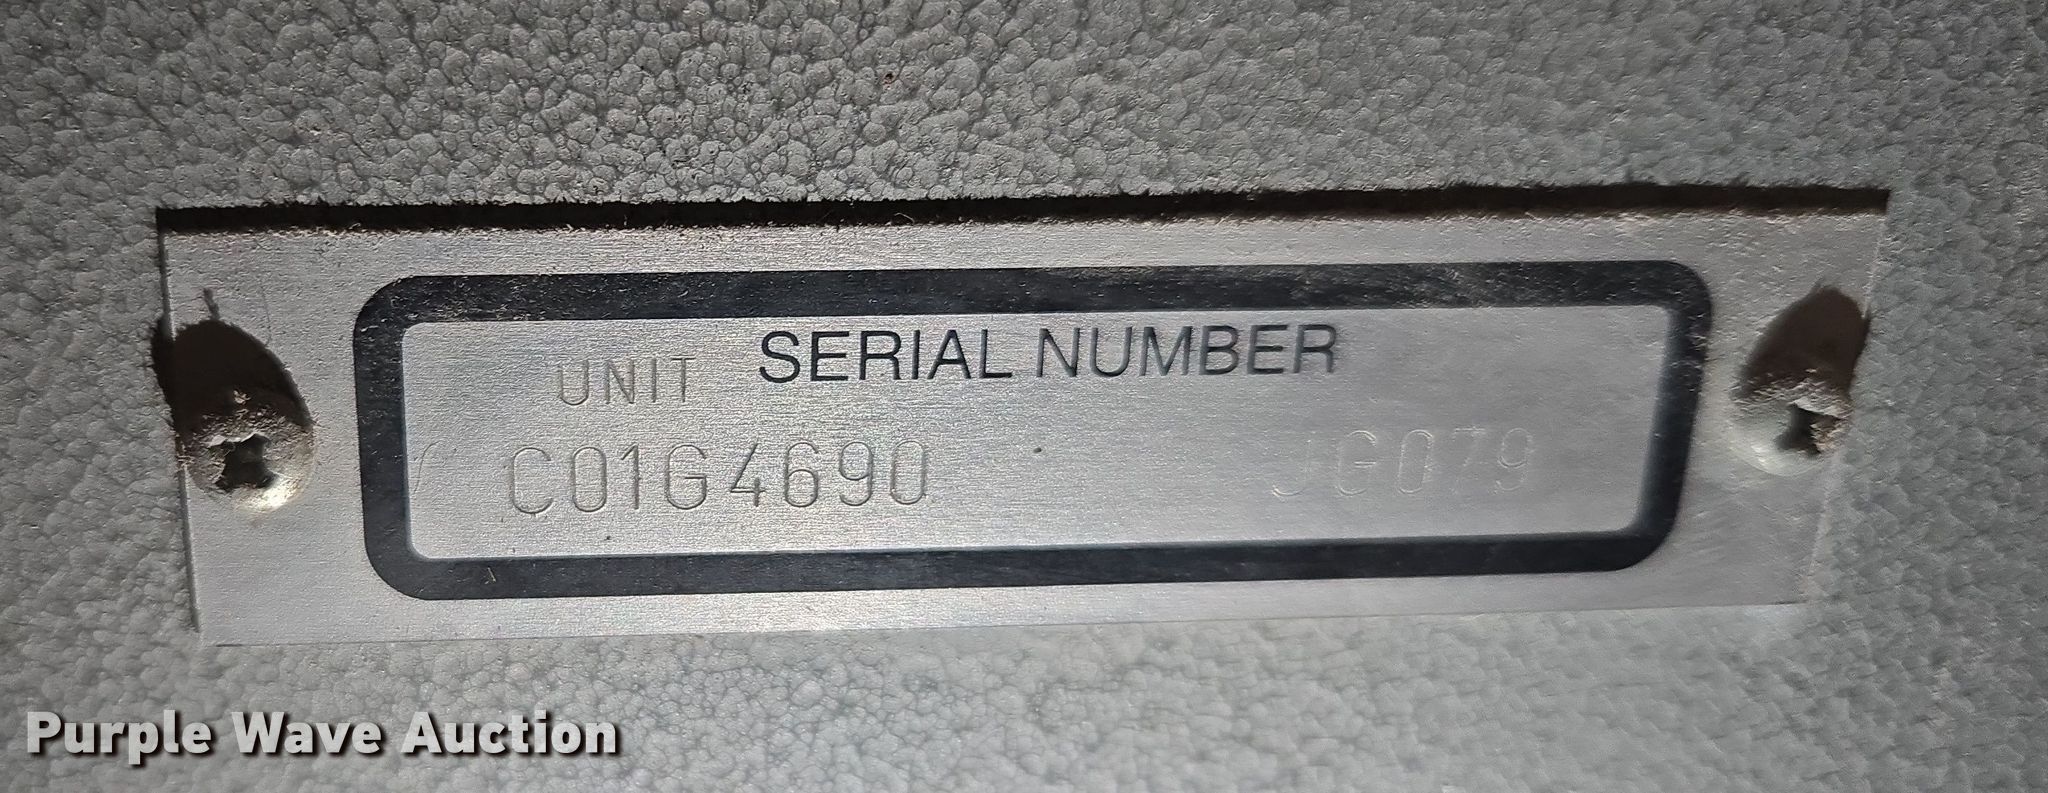 UNIT SERIAL NUMBER
C01G4690 JG079
Purple Wave Auction